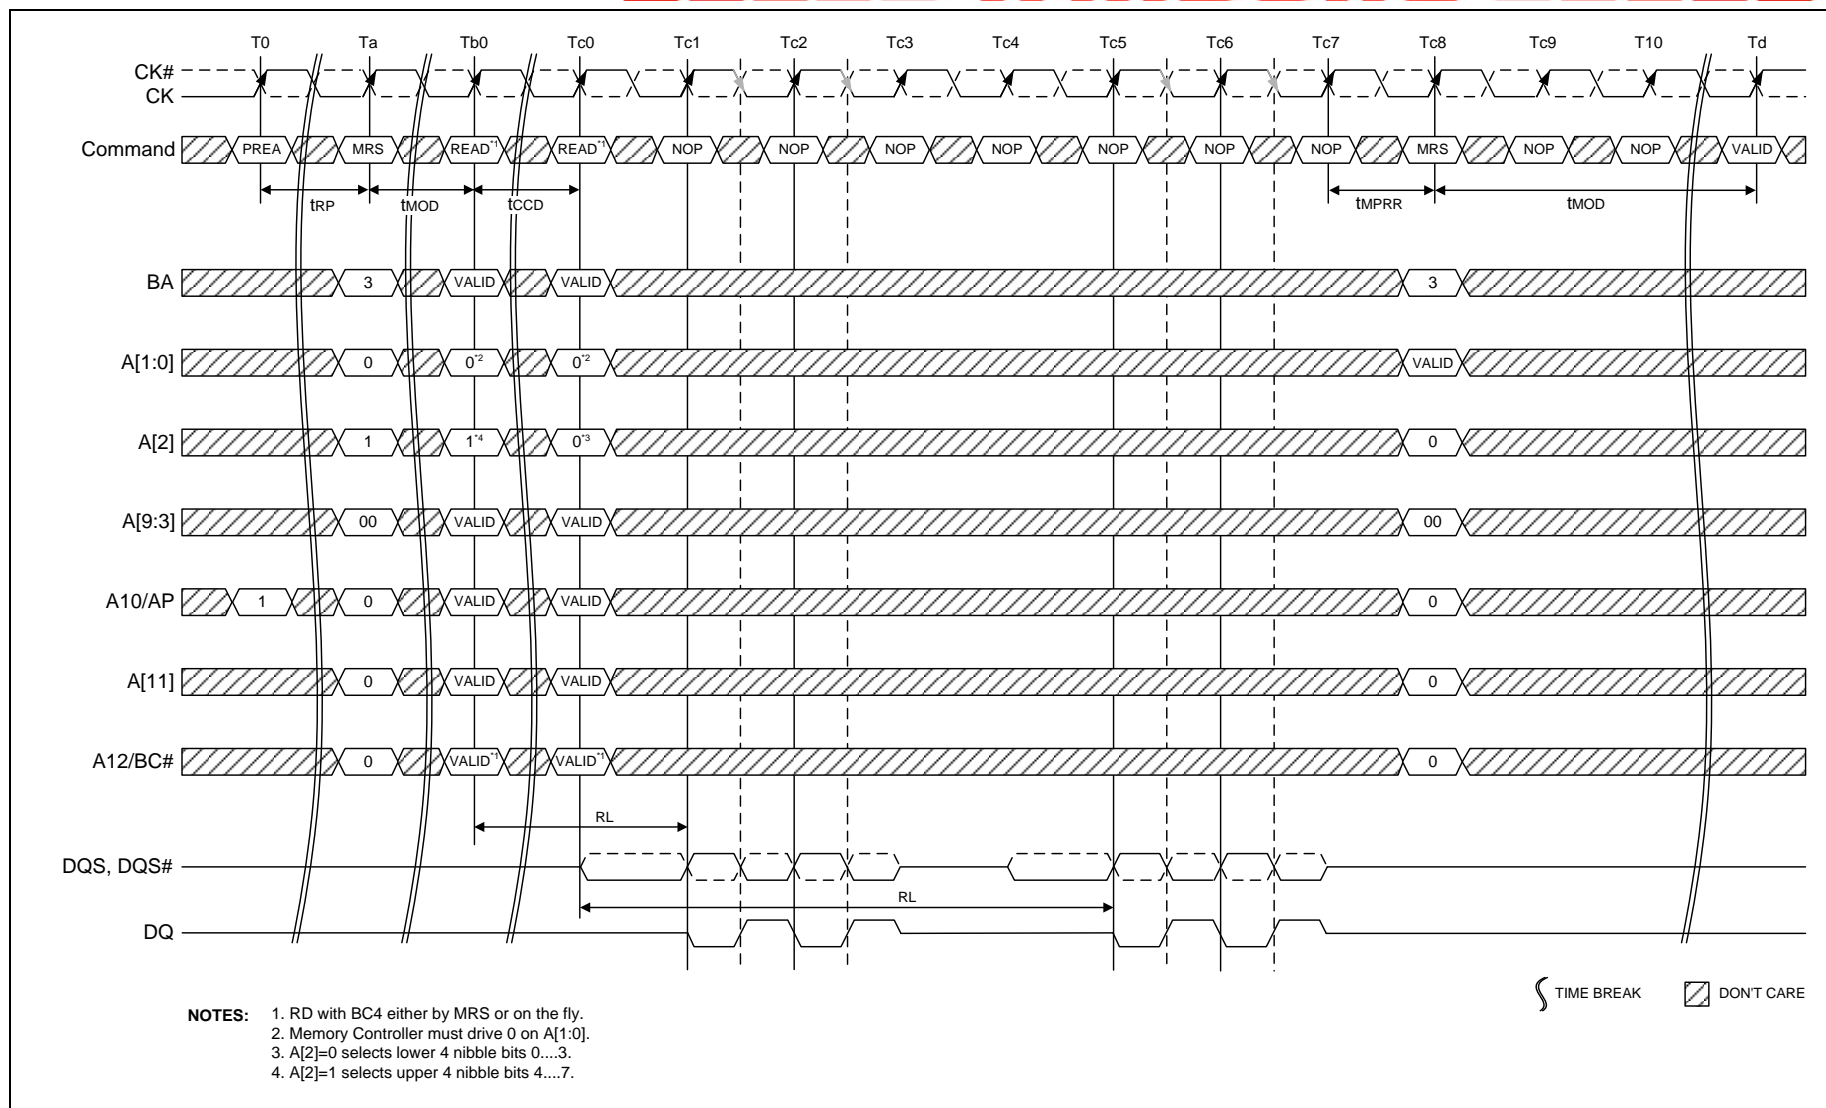 T0 Ta Tb0 Tc0 Tc1 Tc2 Tc3 Tc4 Tc5 Tc6 Tc7 Tc8 Tc9 T10 Td
CK#
CK
Command PREA MRS READ*1 READ*1 NOP NOP NOP NOP NOP NOP NOP MRS NOP NOP VALID
tRP tMOD tCCD tMPRR tMOD
BA 3 VALID VALID 3
A[1:0] 0 0*2 0*2 VALID
A[2] 1 1*4 0*3 0
A[9:3] 00 VALID VALID 00
A10/AP 1 0 VALID VALID 0
A[11] 0 VALID VALID 0
A12/BC# 0 VALID*1 VALID*1 0
RL
DQS, DQS#
RL
DQ
TIME BREAK DON'T CARE
NOTES: 1. RD with BC4 either by MRS or on the fly.
2. Memory Controller must drive 0 on A[1:0].
3. A[2]=0 selects lower 4 nibble bits 0....3.
4. A[2]=1 selects upper 4 nibble bits 4....7.